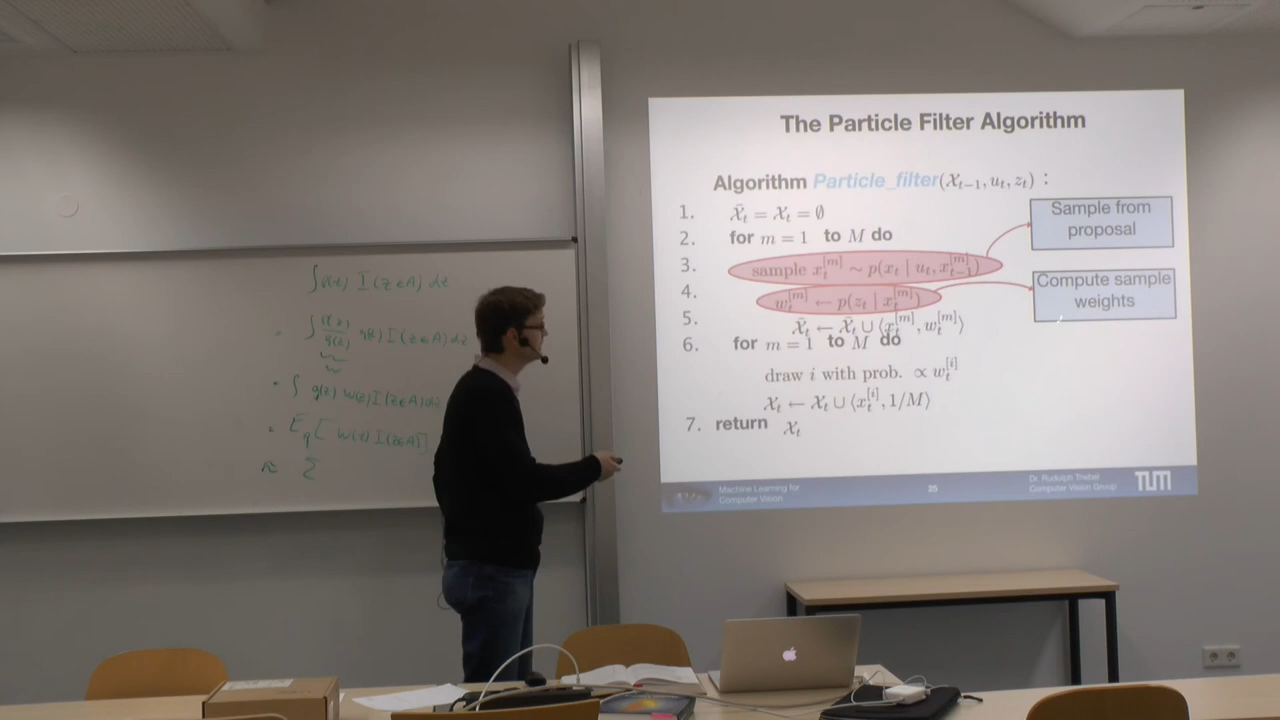 ∫ p(z) I(z∈A) dz
= ∫ p(z)/q(z) q(z) I(z∈A) dz
w
= ∫ q(z) w(z) I(z∈A) dz
= E_q [ w(z) I(z∈A) ]
≈ Σ
The Particle Filter Algorithm
Algorithm Particle_filter(𝒳_{t−1}, u_t, z_t) :
1. 𝒳̄_t = 𝒳_t = ∅
2. for m = 1 to M do
3. sample x_t^{[m]} ∼ p(x_t | u_t, x_{t−1}^{[m]})
4. w_t^{[m]} ← p(z_t | x_t^{[m]})
5. 𝒳̄_t ← 𝒳̄_t ∪ ⟨x_t^{[m]}, w_t^{[m]}⟩
6. for m = 1 to M do
draw i with prob. ∝ w_t^{[i]}
𝒳_t ← 𝒳_t ∪ ⟨x_t^{[i]}, 1/M⟩
7. return 𝒳_t
Sample from
proposal
Compute sample
weights
Machine Learning for
Computer Vision
25
Dr. Rudolph Triebel
Computer Vision Group
TUM